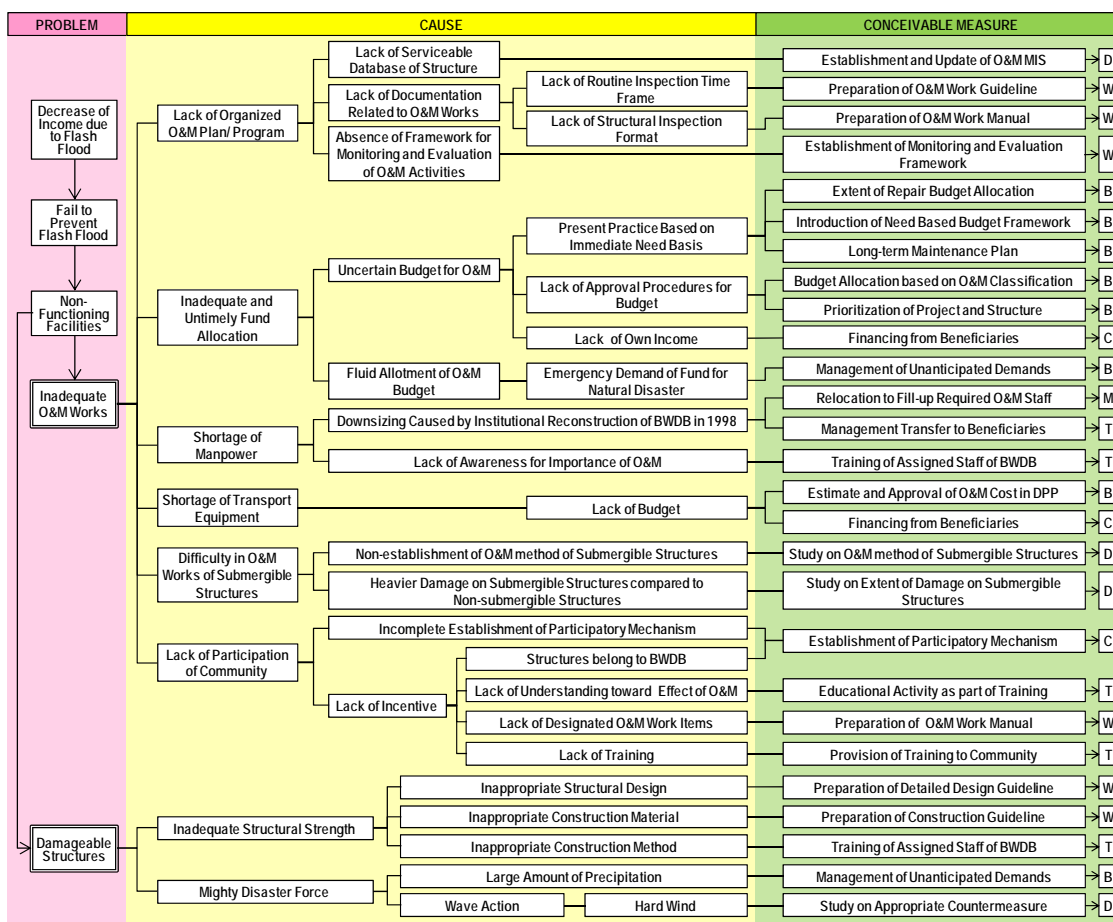 PROBLEM
CAUSE
CONCEIVABLE MEASURE
Decrease of
Income due
to Flash
Flood
Fail to
Prevent
Flash Flood
Non-
Functioning
Facilities
Inadequate
O&M Works
Damageable
Structures
Lack of Organized
O&M Plan/ Program
Lack of Serviceable
Database of Structure
Establishment and Update of O&M MIS
D
Lack of Documentation
Related to O&M Works
Lack of Routine Inspection Time
Frame
Preparation of O&M Work Guideline
W
Lack of Structural Inspection
Format
Preparation of O&M Work Manual
W
Absence of Framework for
Monitoring and Evaluation
of O&M Activities
Establishment of Monitoring and Evaluation
Framework
W
Inadequate and
Untimely Fund
Allocation
Uncertain Budget for O&M
Present Practice Based on
Immediate Need Basis
Extent of Repair Budget Allocation
B
Introduction of Need Based Budget Framework
B
Long-term Maintenance Plan
B
Lack of Approval Procedures for
Budget
Budget Allocation based on O&M Classification
B
Prioritization of Project and Structure
B
Lack of Own Income
Financing from Beneficiaries
C
Fluid Allotment of O&M
Budget
Emergency Demand of Fund for
Natural Disaster
Management of Unanticipated Demands
B
Shortage of
Manpower
Downsizing Caused by Institutional Reconstruction of BWDB in 1998
Relocation to Fill-up Required O&M Staff
M
Management Transfer to Beneficiaries
T
Lack of Awareness for Importance of O&M
Training of Assigned Staff of BWDB
T
Shortage of Transport
Equipment
Lack of Budget
Estimate and Approval of O&M Cost in DPP
B
Financing from Beneficiaries
C
Difficulty in O&M
Works of Submergible
Structures
Non-establishment of O&M method of Submergible Structures
Study on O&M method of Submergible Structures
D
Heavier Damage on Submergible Structures compared to
Non-submergible Structures
Study on Extent of Damage on Submergible
Structures
D
Lack of Participation
of Community
Incomplete Establishment of Participatory Mechanism
Establishment of Participatory Mechanism
C
Lack of Incentive
Structures belong to BWDB
Lack of Understanding toward Effect of O&M
Educational Activity as part of Training
T
Lack of Designated O&M Work Items
Preparation of O&M Work Manual
W
Lack of Training
Provision of Training to Community
T
Inadequate Structural Strength
Inappropriate Structural Design
Preparation of Detailed Design Guideline
W
Inappropriate Construction Material
Preparation of Construction Guideline
W
Inappropriate Construction Method
Training of Assigned Staff of BWDB
T
Mighty Disaster Force
Large Amount of Precipitation
Management of Unanticipated Demands
B
Wave Action
Hard Wind
Study on Appropriate Countermeasure
D